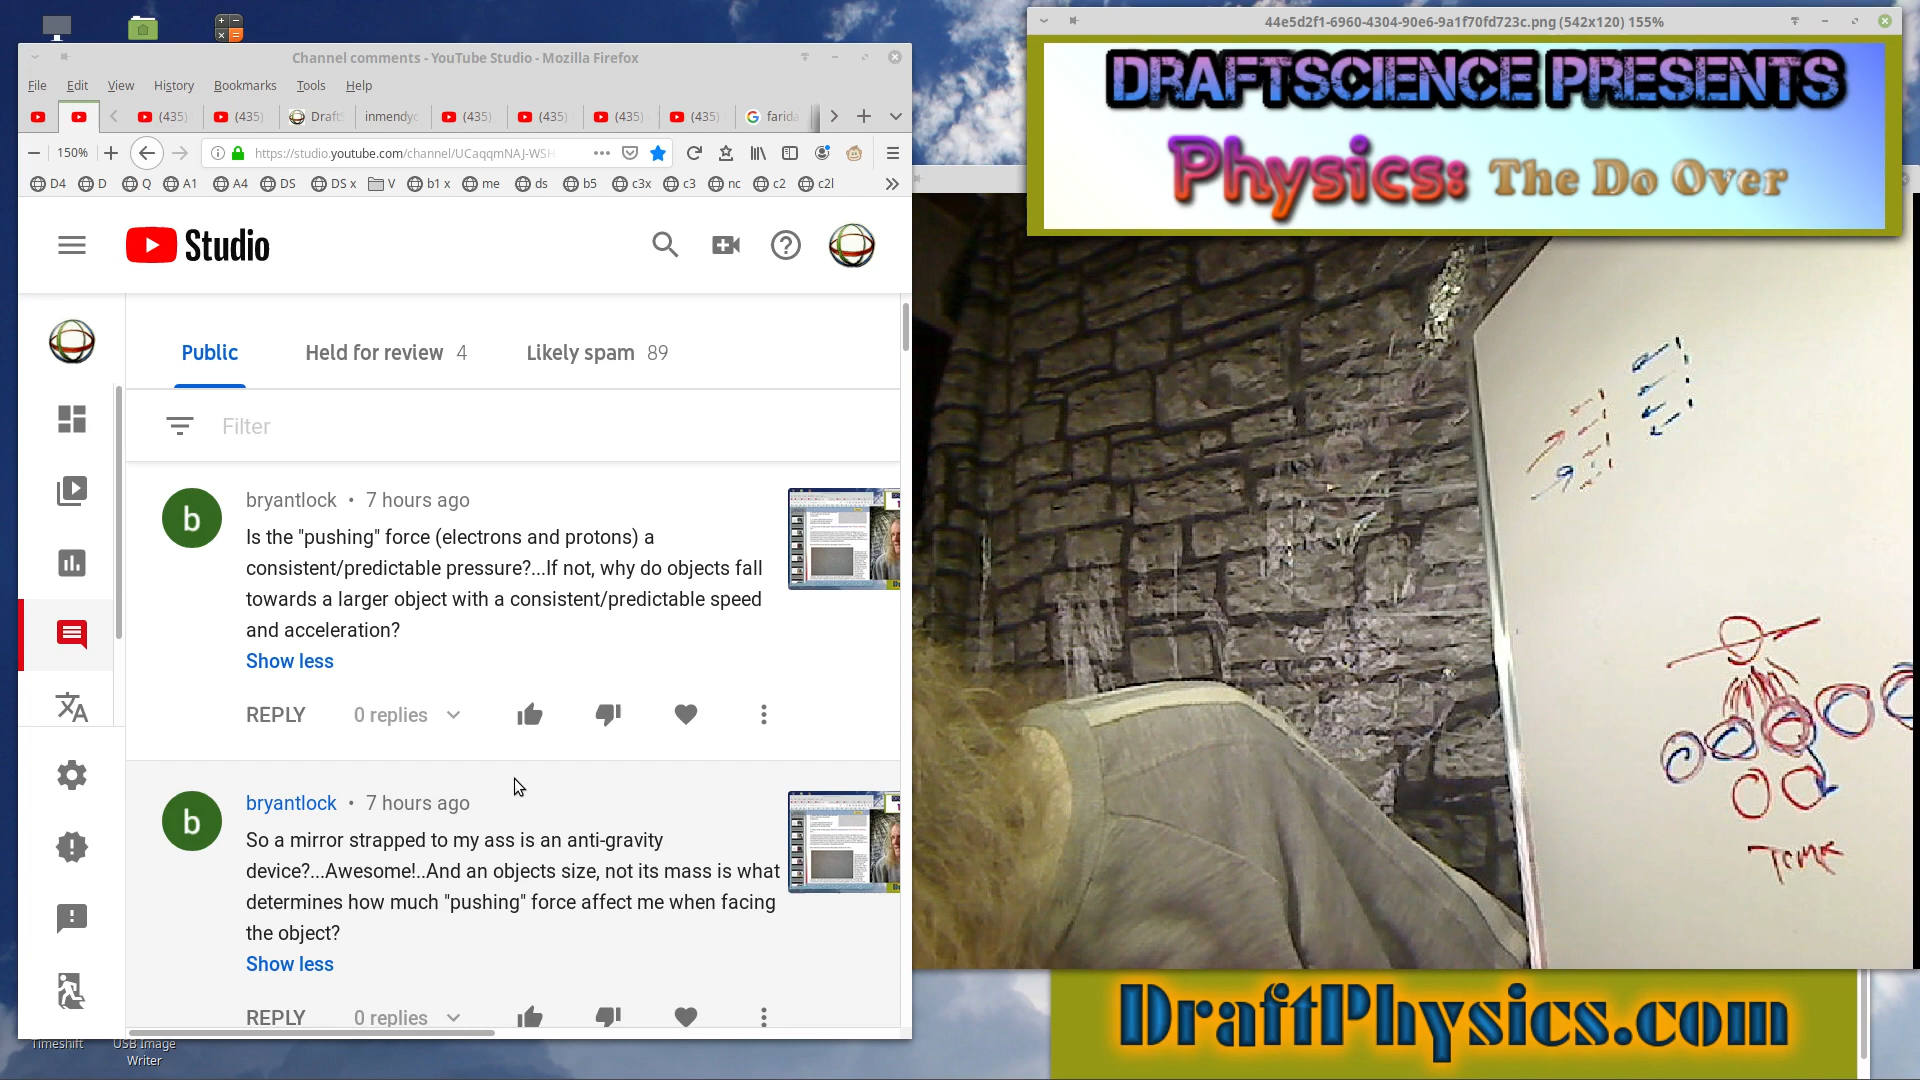 44e5d2f1-6960-4304-90e6-9a1f70fd723c.png (542x120) 155%
DRAFTSCIENCE PRESENTS
Physics: The Do Over
Channel comments - YouTube Studio - Mozilla Firefox
File Edit View History Bookmarks Tools Help
(435) (435) DraftS inmendyc (435) (435) (435) (435) farida
150% https://studio.youtube.com/channel/UCaqqmNAJ-WSH
D4 D Q A1 A4 DS DS x V b1 x me ds b5 c3x c3 nc c2 c2l
Studio
Public Held for review 4 Likely spam 89
Filter
bryantlock • 7 hours ago
Is the "pushing" force (electrons and protons) a
consistent/predictable pressure?...If not, why do objects fall
towards a larger object with a consistent/predictable speed
and acceleration?
Show less
REPLY 0 replies
bryantlock • 7 hours ago
So a mirror strapped to my ass is an anti-gravity
device?...Awesome!..And an objects size, not its mass is what
determines how much "pushing" force affect me when facing
the object?
Show less
REPLY 0 replies
Timeshift USB Image
Writer
DraftPhysics.com